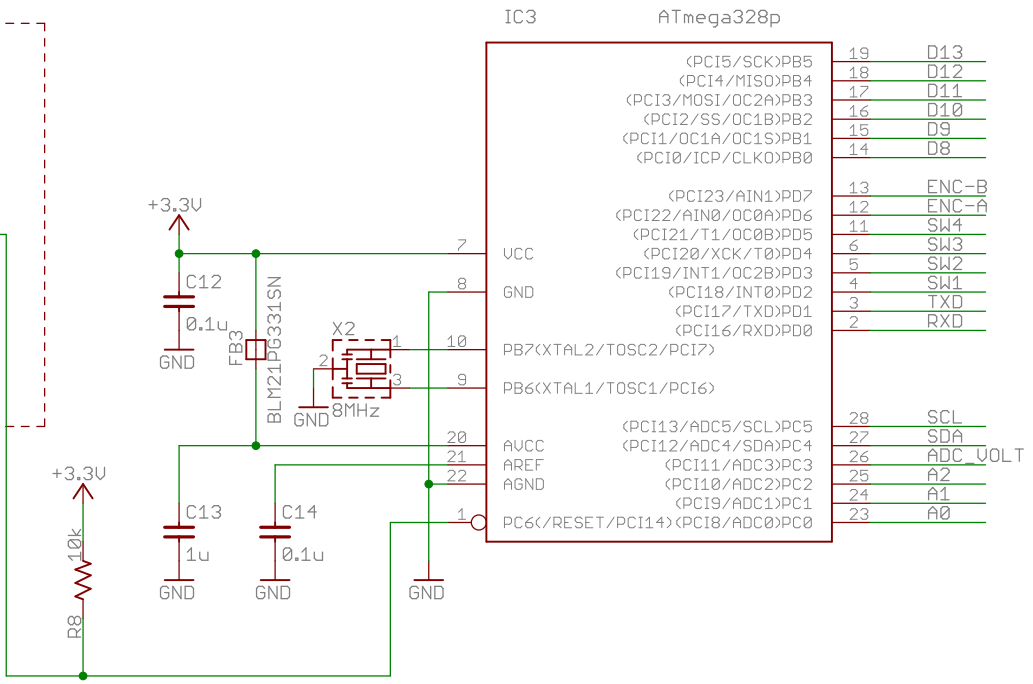 IC3 ATmega328p
(PCI5/SCK)PB5 19 D13
(PCI4/MISO)PB4 18 D12
(PCI3/MOSI/OC2A)PB3 17 D11
(PCI2/SS/OC1B)PB2 16 D10
(PCI1/OC1A/OC1S)PB1 15 D9
(PCI0/ICP/CLKO)PB0 14 D8
(PCI23/AIN1)PD7 13 ENC-B
(PCI22/AIN0/OC0A)PD6 12 ENC-A
(PCI21/T1/OC0B)PD5 11 SW4
+3.3V
7 VCC (PCI20/XCK/T0)PD4 6 SW3
(PCI19/INT1/OC2B)PD3 5 SW2
C12
8 GND (PCI18/INT0)PD2 4 SW1
(PCI17/TXD)PD1 3 TXD
0.1u
(PCI16/RXD)PD0 2 RXD
GND
FB3
BLM21PG331SN
X2
1 10 PB7(XTAL2/TOSC2/PCI7)
2
3 9 PB6(XTAL1/TOSC1/PCI6)
8MHz
GND
(PCI13/ADC5/SCL)PC5 28 SCL
20 AVCC (PCI12/ADC4/SDA)PC4 27 SDA
21 AREF (PCI11/ADC3)PC3 26 ADC_VOLT
22 AGND (PCI10/ADC2)PC2 25 A2
(PCI9/ADC1)PC1 24 A1
1 PC6(/RESET/PCI14)(PCI8/ADC0)PC0 23 A0
+3.3V
10k
R8
C13
1u
GND
C14
0.1u
GND
GND